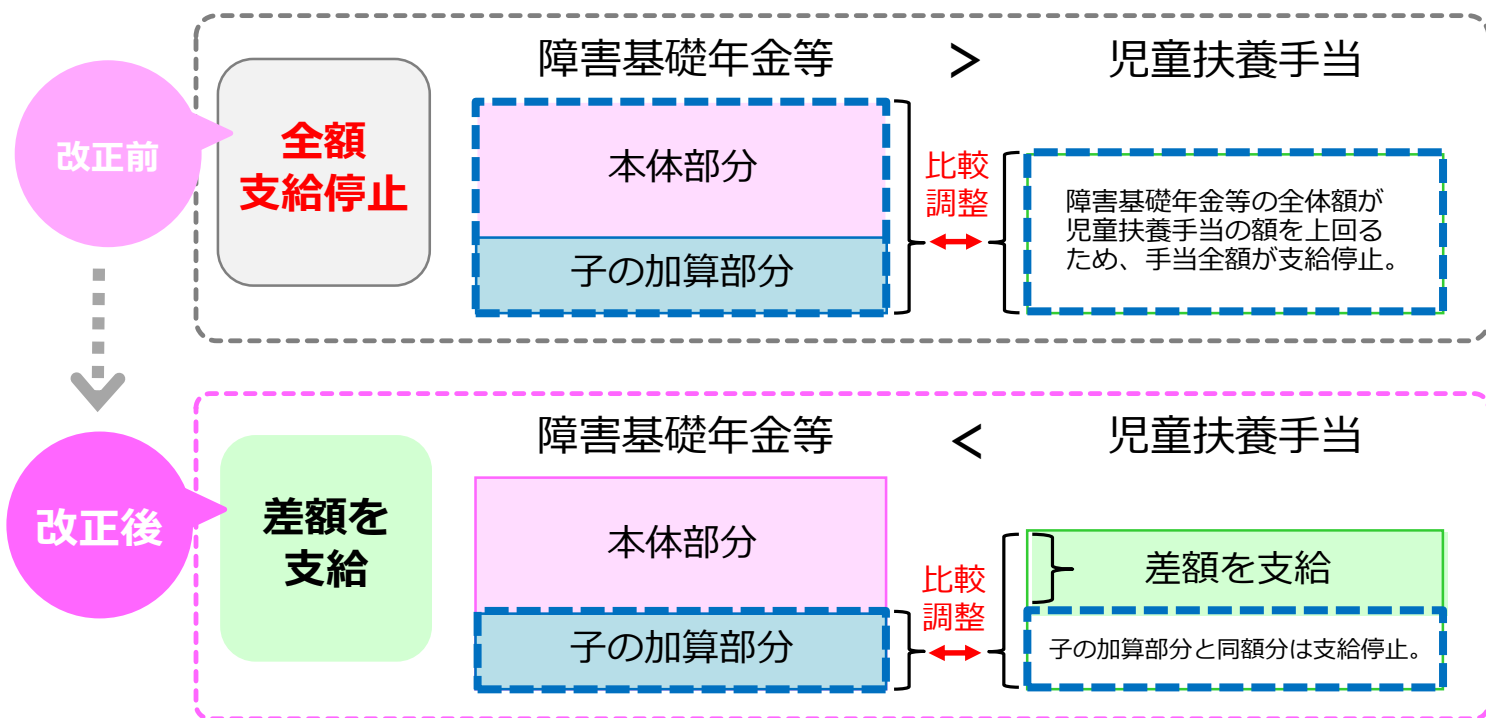 改正前
全額
支給停止
障害基礎年金等 > 児童扶養手当
本体部分
子の加算部分
比較
調整
障害基礎年金等の全体額が
児童扶養手当の額を上回る
ため、手当全額が支給停止。
改正後
差額を
支給
障害基礎年金等 < 児童扶養手当
本体部分
子の加算部分
比較
調整
差額を支給
子の加算部分と同額分は支給停止。